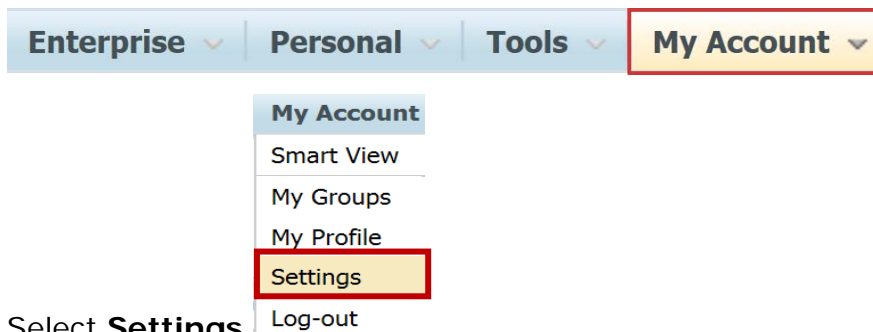 Enterprise Personal Tools My Account
My Account
Smart View
My Groups
My Profile
Settings
Log-out
Select Settings